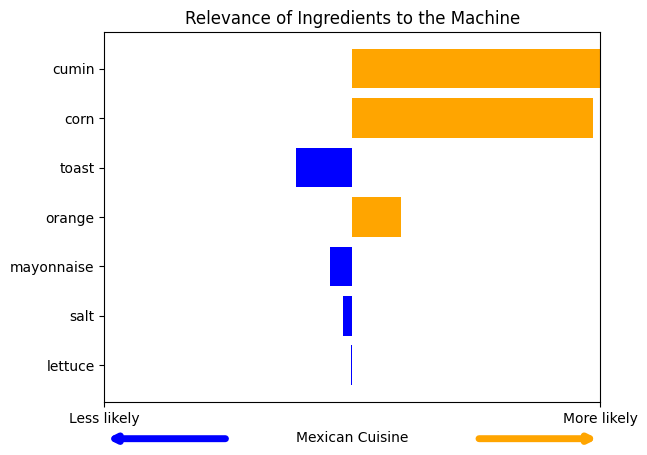 Relevance of Ingredients to the Machine
cumin
corn
toast
orange
mayonnaise
salt
lettuce
Less likely
More likely
Mexican Cuisine